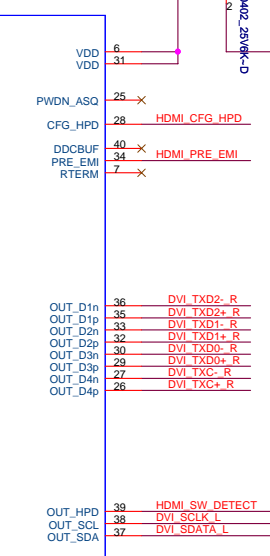 2
0402_25V8K~D
VDD 6
VDD 31
PWDN_ASQ 25
CFG_HPD 28 HDMI_CFG_HPD
DDCBUF 40
PRE_EMI 34 HDMI_PRE_EMI
RTERM 7
OUT_D1n 36 DVI_TXD2-_R
OUT_D1p 35 DVI_TXD2+_R
OUT_D2n 33 DVI_TXD1-_R
OUT_D2p 32 DVI_TXD1+_R
OUT_D3n 30 DVI_TXD0-_R
OUT_D3p 29 DVI_TXD0+_R
OUT_D4n 27 DVI_TXC-_R
OUT_D4p 26 DVI_TXC+_R
OUT_HPD 39 HDMI_SW_DETECT
OUT_SCL 38 DVI_SCLK_L
OUT_SDA 37 DVI_SDATA_L